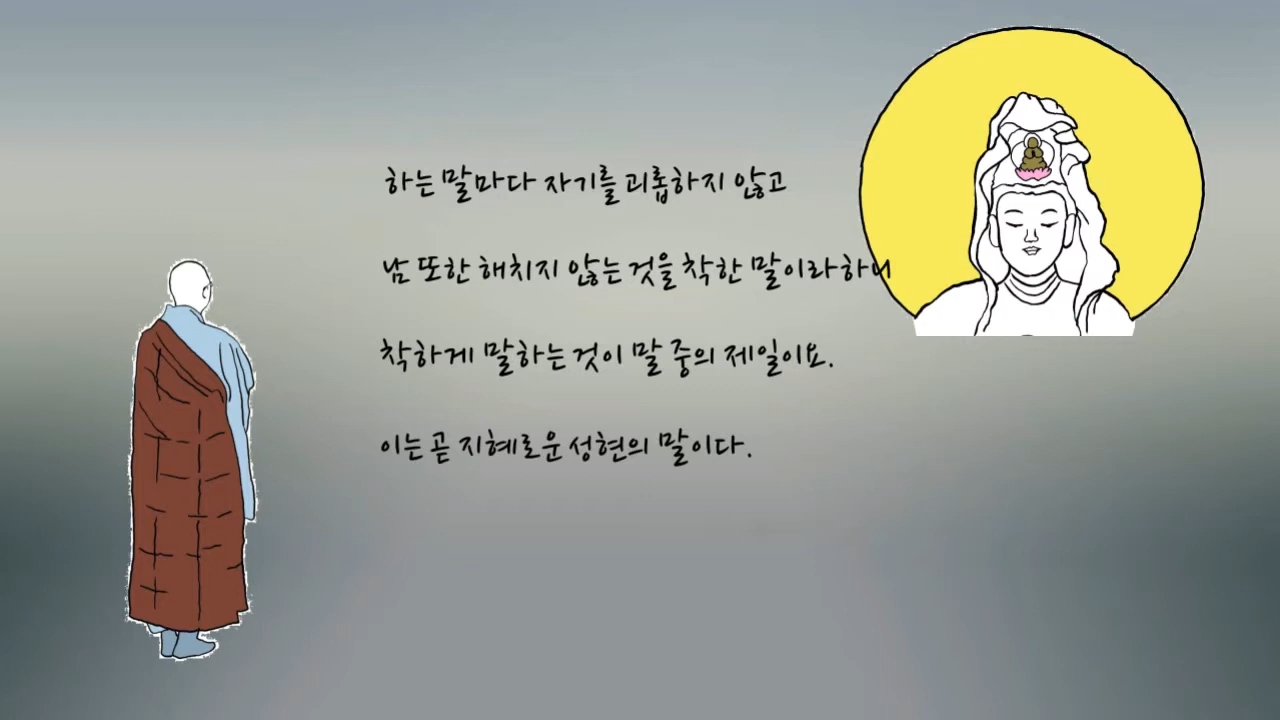 하는 말마다 자기를 괴롭하지 않고
남 또한 해치지 않는 것을 착한 말이라하니
착하게 말하는 것이 말 중의 제일이요.
이는 곧 지혜로운 성현의 말이다.